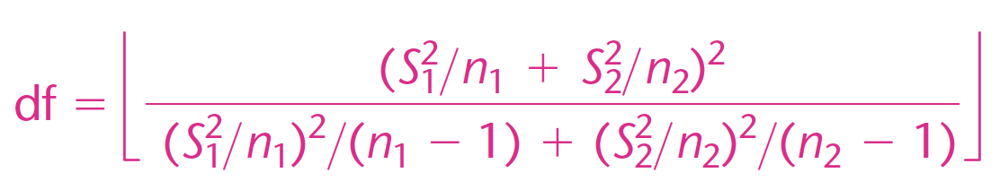 df = ⌊ (S₁²/n₁ + S₂²/n₂)² / (S₁²/n₁)²/(n₁ − 1) + (S₂²/n₂)²/(n₂ − 1) ⌋